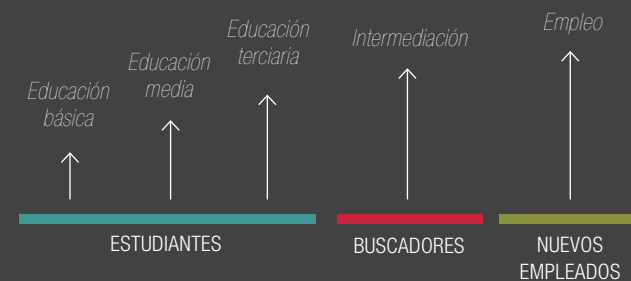 Educación
básica
Educación
media
Educación
terciaria
Intermediación
Empleo
ESTUDIANTES
BUSCADORES
NUEVOS
EMPLEADOS